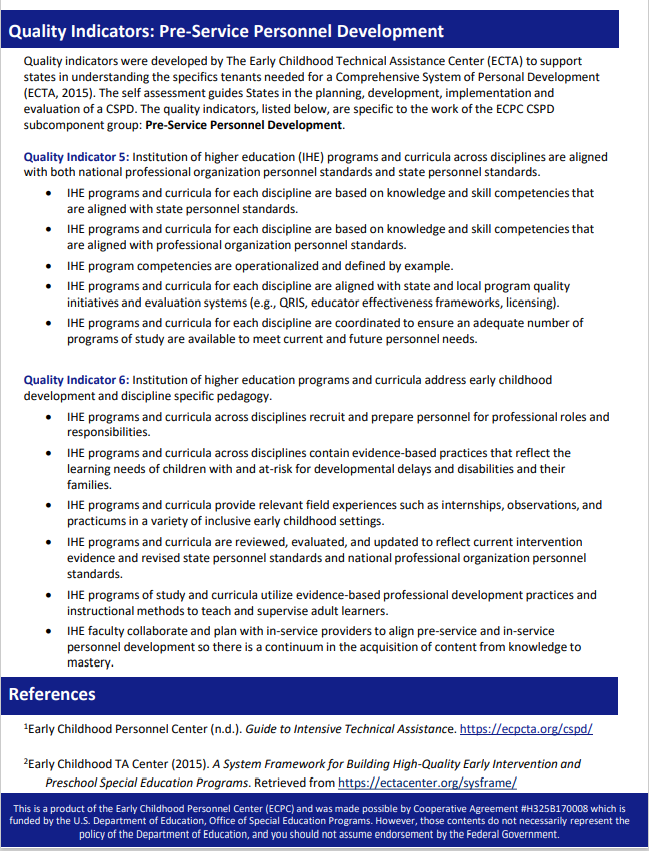 Quality Indicators: Pre-Service Personnel Development
Quality indicators were developed by The Early Childhood Technical Assistance Center (ECTA) to support
states in understanding the specifics tenants needed for a Comprehensive System of Personal Development
(ECTA, 2015). The self assessment guides States in the planning, development, implementation and
evaluation of a CSPD. The quality indicators, listed below, are specific to the work of the ECPC CSPD
subcomponent group: Pre-Service Personnel Development.
Quality Indicator 5: Institution of higher education (IHE) programs and curricula across disciplines are aligned
with both national professional organization personnel standards and state personnel standards.
• IHE programs and curricula for each discipline are based on knowledge and skill competencies that
are aligned with state personnel standards.
• IHE programs and curricula for each discipline are based on knowledge and skill competencies that
are aligned with professional organization personnel standards.
• IHE program competencies are operationalized and defined by example.
• IHE programs and curricula for each discipline are aligned with state and local program quality
initiatives and evaluation systems (e.g., QRIS, educator effectiveness frameworks, licensing).
• IHE programs and curricula for each discipline are coordinated to ensure an adequate number of
programs of study are available to meet current and future personnel needs.
Quality Indicator 6: Institution of higher education programs and curricula address early childhood
development and discipline specific pedagogy.
• IHE programs and curricula across disciplines recruit and prepare personnel for professional roles and
responsibilities.
• IHE programs and curricula across disciplines contain evidence-based practices that reflect the
learning needs of children with and at-risk for developmental delays and disabilities and their
families.
• IHE programs and curricula provide relevant field experiences such as internships, observations, and
practicums in a variety of inclusive early childhood settings.
• IHE programs and curricula are reviewed, evaluated, and updated to reflect current intervention
evidence and revised state personnel standards and national professional organization personnel
standards.
• IHE programs of study and curricula utilize evidence-based professional development practices and
instructional methods to teach and supervise adult learners.
• IHE faculty collaborate and plan with in-service providers to align pre-service and in-service
personnel development so there is a continuum in the acquisition of content from knowledge to
mastery.
References
¹Early Childhood Personnel Center (n.d.). Guide to Intensive Technical Assistance. https://ecpcta.org/cspd/
²Early Childhood TA Center (2015). A System Framework for Building High-Quality Early Intervention and
Preschool Special Education Programs. Retrieved from https://ectacenter.org/sysframe/
This is a product of the Early Childhood Personnel Center (ECPC) and was made possible by Cooperative Agreement #H325B170008 which is
funded by the U.S. Department of Education, Office of Special Education Programs. However, those contents do not necessarily represent the
policy of the Department of Education, and you should not assume endorsement by the Federal Government.